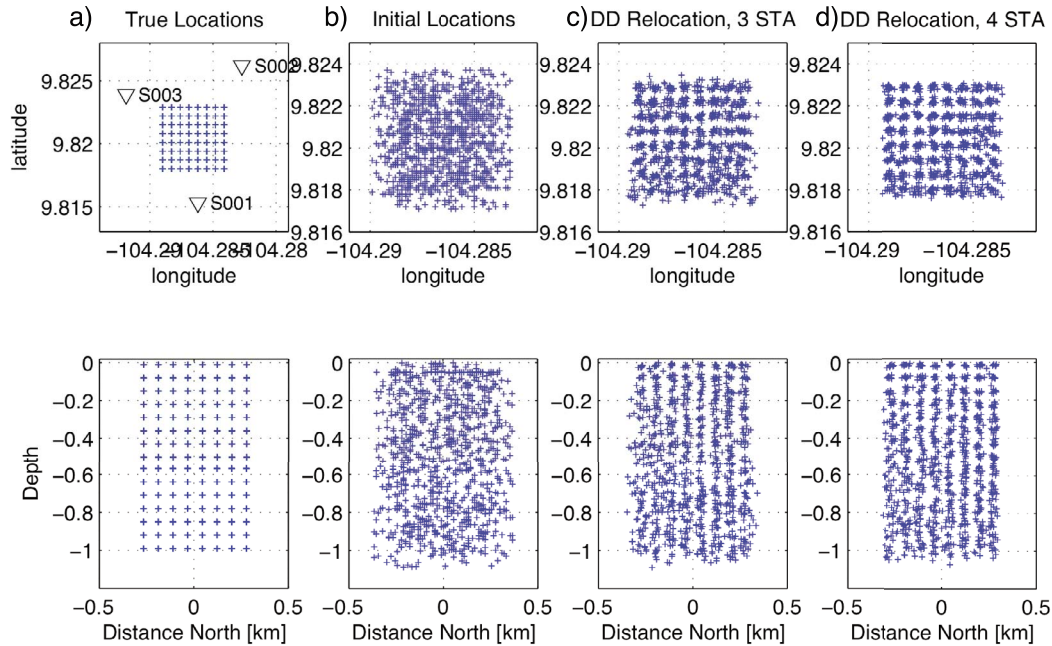 a) True Locations
b) Initial Locations
c) DD Relocation, 3 STA
d) DD Relocation, 4 STA
S002
S003
S001
9.825
9.82
9.815
latitude
−104.29 −104.285 −104.28
longitude
9.824
9.822
9.82
9.818
9.816
−104.29 −104.285
longitude
9.824
9.822
9.82
9.818
9.816
−104.29 −104.285
longitude
9.824
9.822
9.82
9.818
9.816
−104.29 −104.285
longitude
0
−0.2
−0.4
−0.6
−0.8
−1
Depth
−0.5 0 0.5
Distance North [km]
0
−0.2
−0.4
−0.6
−0.8
−1
−0.5 0 0.5
Distance North [km]
0
−0.2
−0.4
−0.6
−0.8
−1
−0.5 0 0.5
Distance North [km]
0
−0.2
−0.4
−0.6
−0.8
−1
−0.5 0 0.5
Distance North [km]